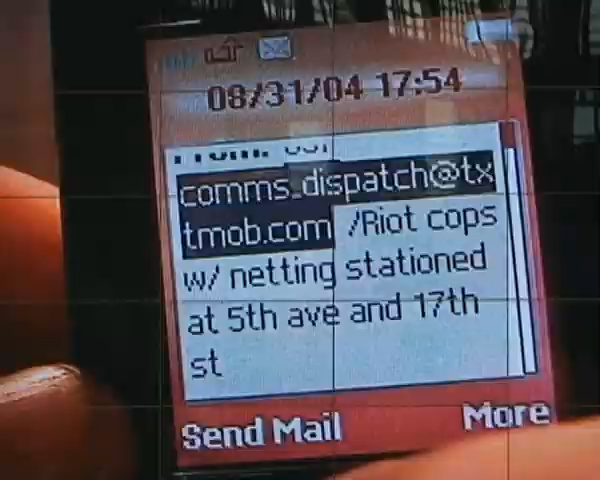 08/31/04 17:54
comms_dispatch@tx
tmob.com /Riot cops
w/ netting stationed
at 5th ave and 17th
st
Send Mail More